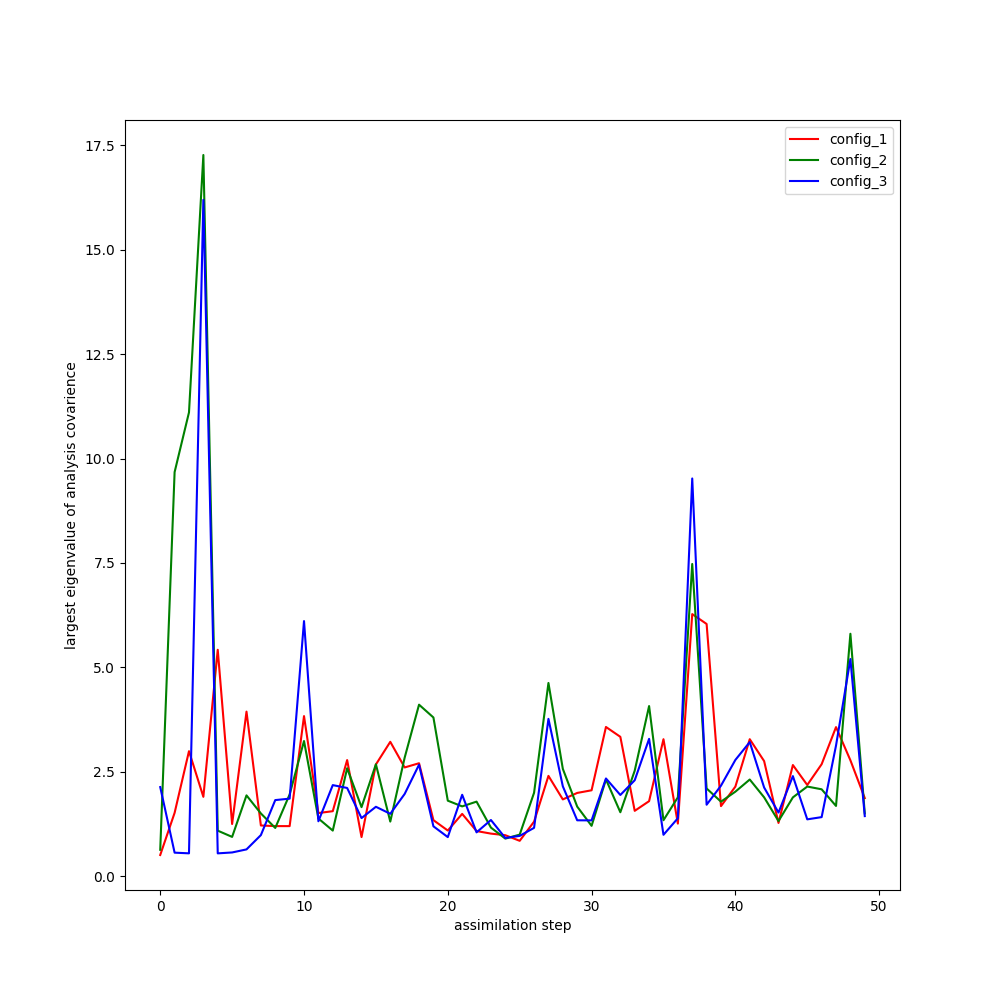 17.5
15.0
12.5
10.0
7.5
5.0
2.5
0.0
largest eigenvalue of analysis covarience
0 10 20 30 40 50
assimilation step
config_1
config_2
config_3